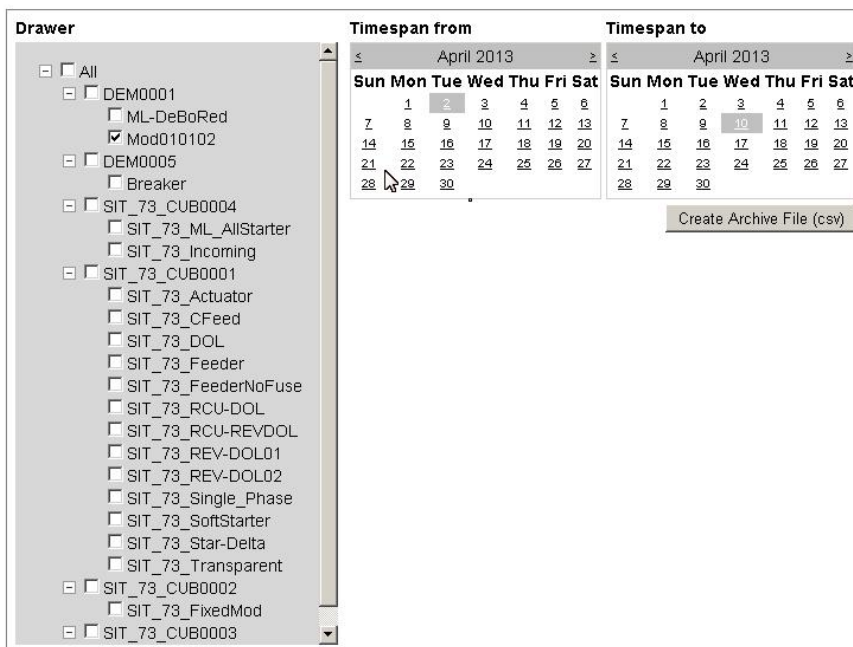 Drawer
All
DEM0001
ML-DeBoRed
Mod010102
DEM0005
Breaker
SIT_73_CUB0004
SIT_73_ML_AllStarter
SIT_73_Incoming
SIT_73_CUB0001
SIT_73_Actuator
SIT_73_CFeed
SIT_73_DOL
SIT_73_Feeder
SIT_73_FeederNoFuse
SIT_73_RCU-DOL
SIT_73_RCU-REVDOL
SIT_73_REV-DOL01
SIT_73_REV-DOL02
SIT_73_Single_Phase
SIT_73_SoftStarter
SIT_73_Star-Delta
SIT_73_Transparent
SIT_73_CUB0002
SIT_73_FixedMod
SIT_73_CUB0003
Timespan from
< April 2013 >
Sun Mon Tue Wed Thu Fri Sat
1 2 3 4 5 6
7 8 9 10 11 12 13
14 15 16 17 18 19 20
21 22 23 24 25 26 27
28 29 30
Timespan to
< April 2013 >
Sun Mon Tue Wed Thu Fri Sat
1 2 3 4 5 6
7 8 9 10 11 12 13
14 15 16 17 18 19 20
21 22 23 24 25 26 27
28 29 30
Create Archive File (csv)